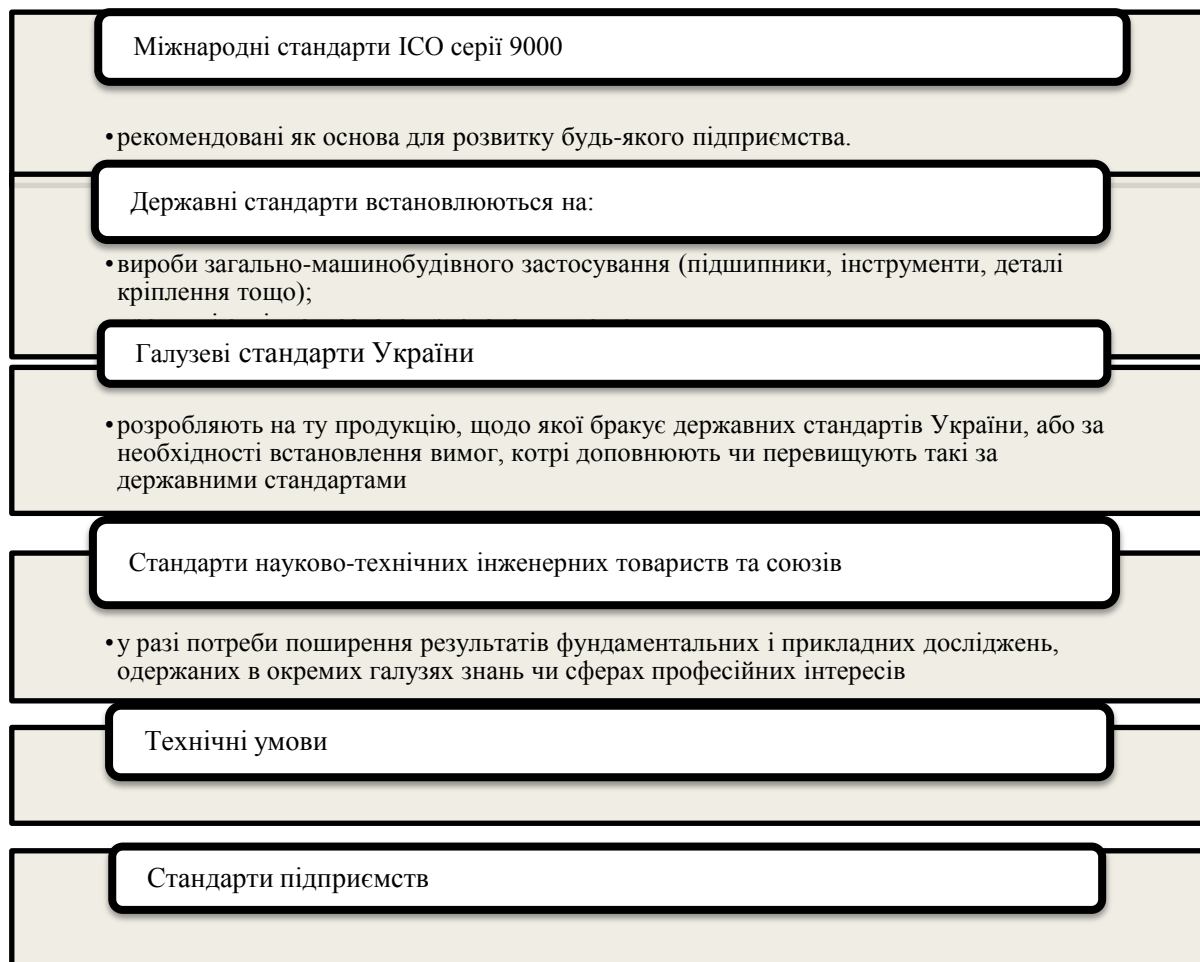 Міжнародні стандарти ІСО серії 9000
•рекомендовані як основа для розвитку будь-якого підприємства.
Державні стандарти встановлюються на:
•вироби загально-машинобудівного застосування (підшипники, інструменти, деталі
кріплення тощо);
Галузеві стандарти України
•розробляють на ту продукцію, щодо якої бракує державних стандартів України, або за
необхідності встановлення вимог, котрі доповнюють чи перевищують такі за
державними стандартами
Стандарти науково-технічних інженерних товариств та союзів
•у разі потреби поширення результатів фундаментальних і прикладних досліджень,
одержаних в окремих галузях знань чи сферах професійних інтересів
Технічні умови
Стандарти підприємств